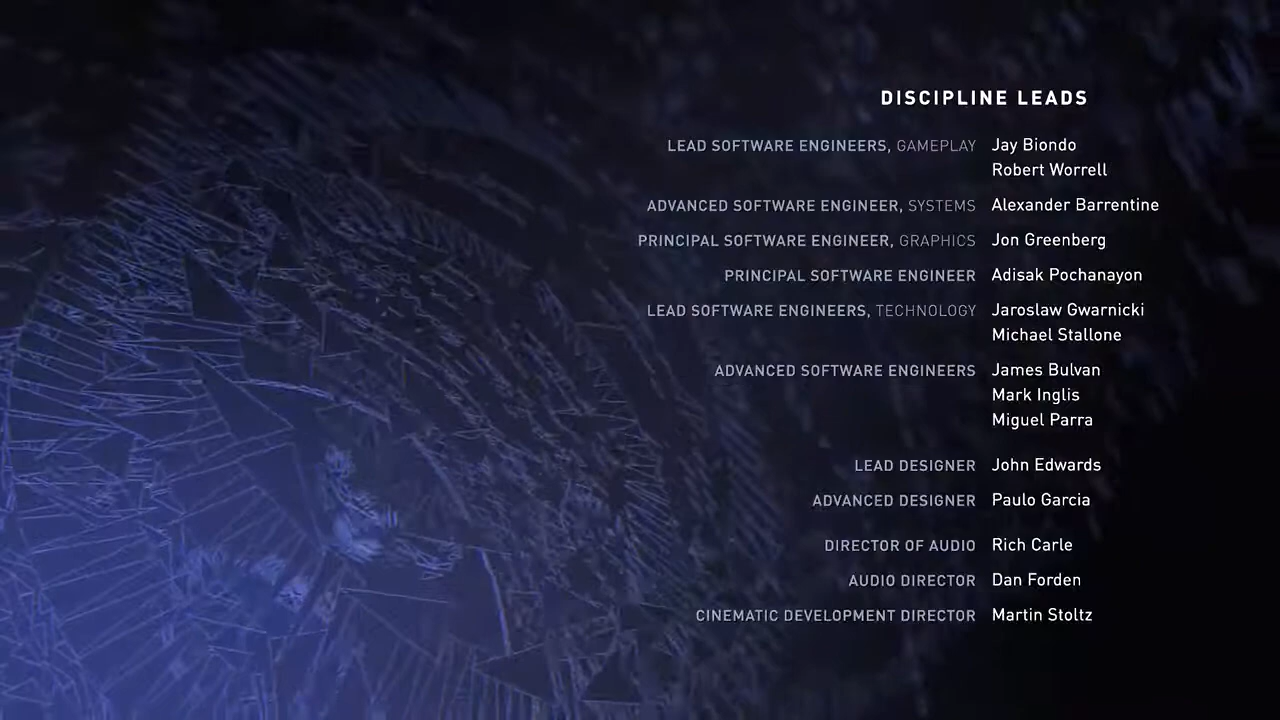 DISCIPLINE LEADS
LEAD SOFTWARE ENGINEERS, GAMEPLAY Jay Biondo
Robert Worrell
ADVANCED SOFTWARE ENGINEER, SYSTEMS Alexander Barrentine
PRINCIPAL SOFTWARE ENGINEER, GRAPHICS Jon Greenberg
PRINCIPAL SOFTWARE ENGINEER Adisak Pochanayon
LEAD SOFTWARE ENGINEERS, TECHNOLOGY Jaroslaw Gwarnicki
Michael Stallone
ADVANCED SOFTWARE ENGINEERS James Bulvan
Mark Inglis
Miguel Parra
LEAD DESIGNER John Edwards
ADVANCED DESIGNER Paulo Garcia
DIRECTOR OF AUDIO Rich Carle
AUDIO DIRECTOR Dan Forden
CINEMATIC DEVELOPMENT DIRECTOR Martin Stoltz